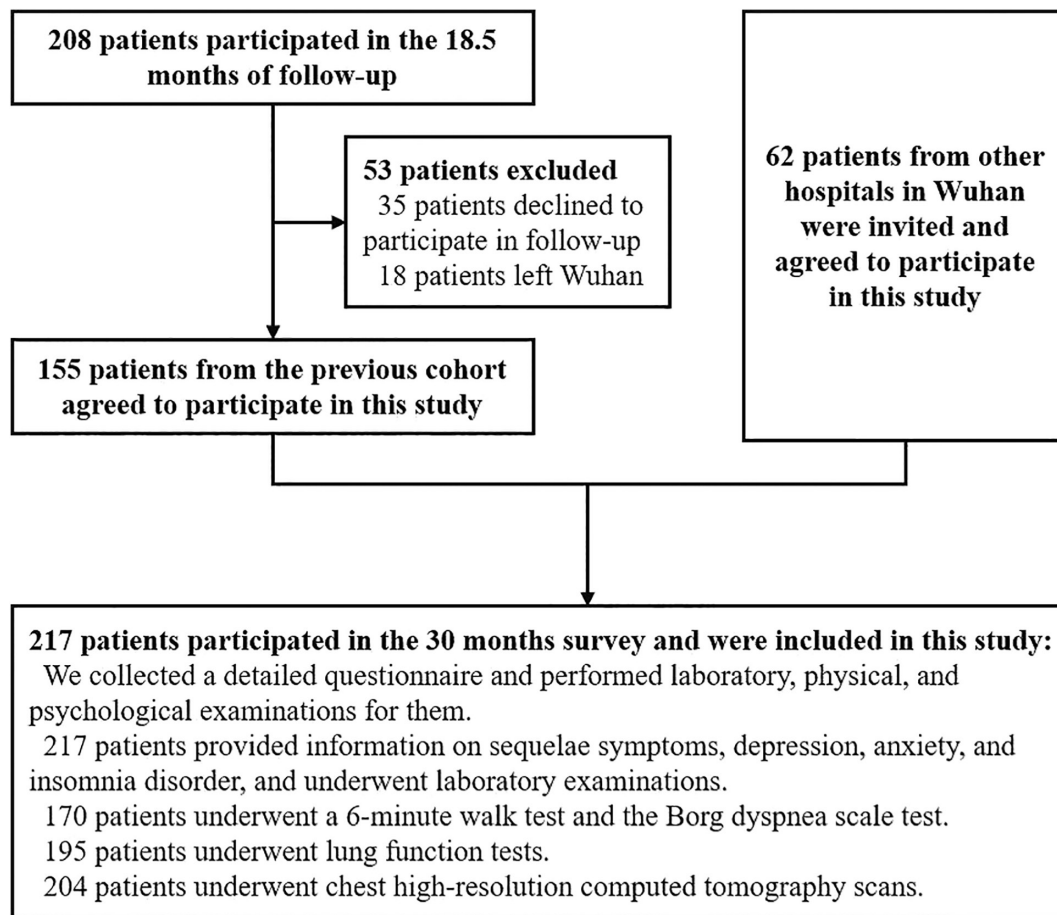 208 patients participated in the 18.5
months of follow-up
53 patients excluded
35 patients declined to
participate in follow-up
18 patients left Wuhan
62 patients from other
hospitals in Wuhan
were invited and
agreed to participate
in this study
155 patients from the previous cohort
agreed to participate in this study
217 patients participated in the 30 months survey and were included in this study:
We collected a detailed questionnaire and performed laboratory, physical, and
psychological examinations for them.
217 patients provided information on sequelae symptoms, depression, anxiety, and
insomnia disorder, and underwent laboratory examinations.
170 patients underwent a 6-minute walk test and the Borg dyspnea scale test.
195 patients underwent lung function tests.
204 patients underwent chest high-resolution computed tomography scans.